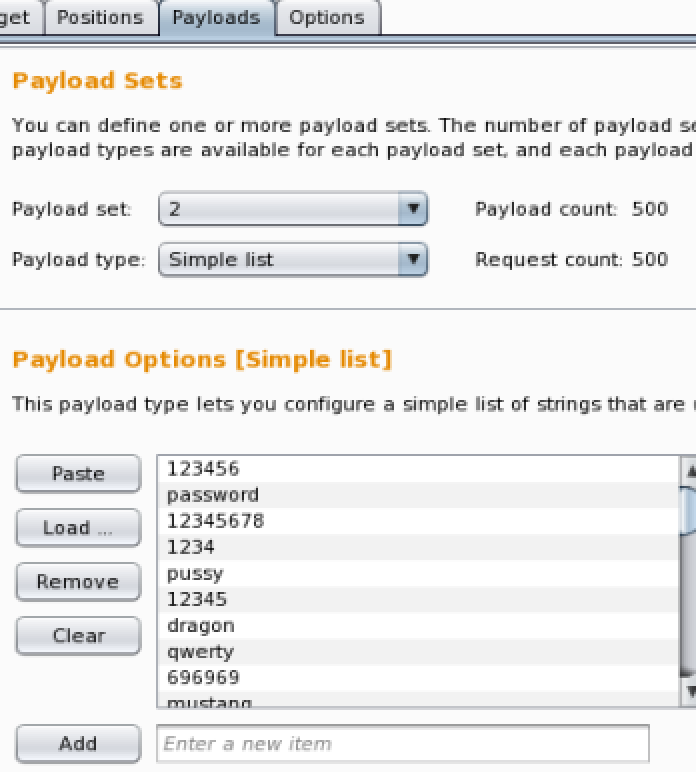 get Positions Payloads Options
Payload Sets
You can define one or more payload sets. The number of payload se
payload types are available for each payload set, and each payload
Payload set: 2 Payload count: 500
Payload type: Simple list Request count: 500
Payload Options [Simple list]
This payload type lets you configure a simple list of strings that are
Paste
Load ...
Remove
Clear
123456
password
12345678
1234
pussy
12345
dragon
qwerty
696969
mustang
Add Enter a new item